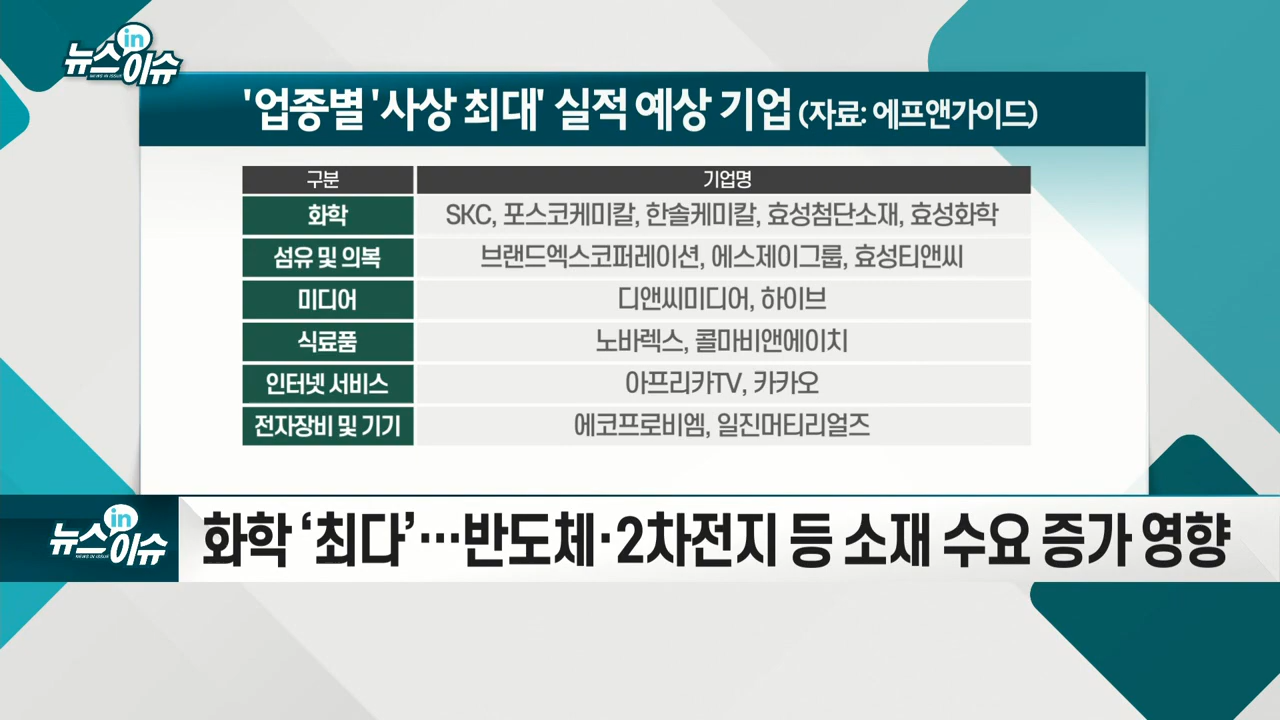 뉴스in이슈
NEWS IN ISSUE
'업종별 '사상 최대' 실적 예상 기업 (자료: 에프앤가이드)
구분 기업명
화학 SKC, 포스코케미칼, 한솔케미칼, 효성첨단소재, 효성화학
섬유 및 의복 브랜드엑스코퍼레이션, 에스제이그룹, 효성티앤씨
미디어 디앤씨미디어, 하이브
식료품 노바렉스, 콜마비앤에이치
인터넷 서비스 아프리카TV, 카카오
전자장비 및 기기 에코프로비엠, 일진머티리얼즈
뉴스in이슈
NEWS IN ISSUE
화학 ‘최다’…반도체·2차전지 등 소재 수요 증가 영향